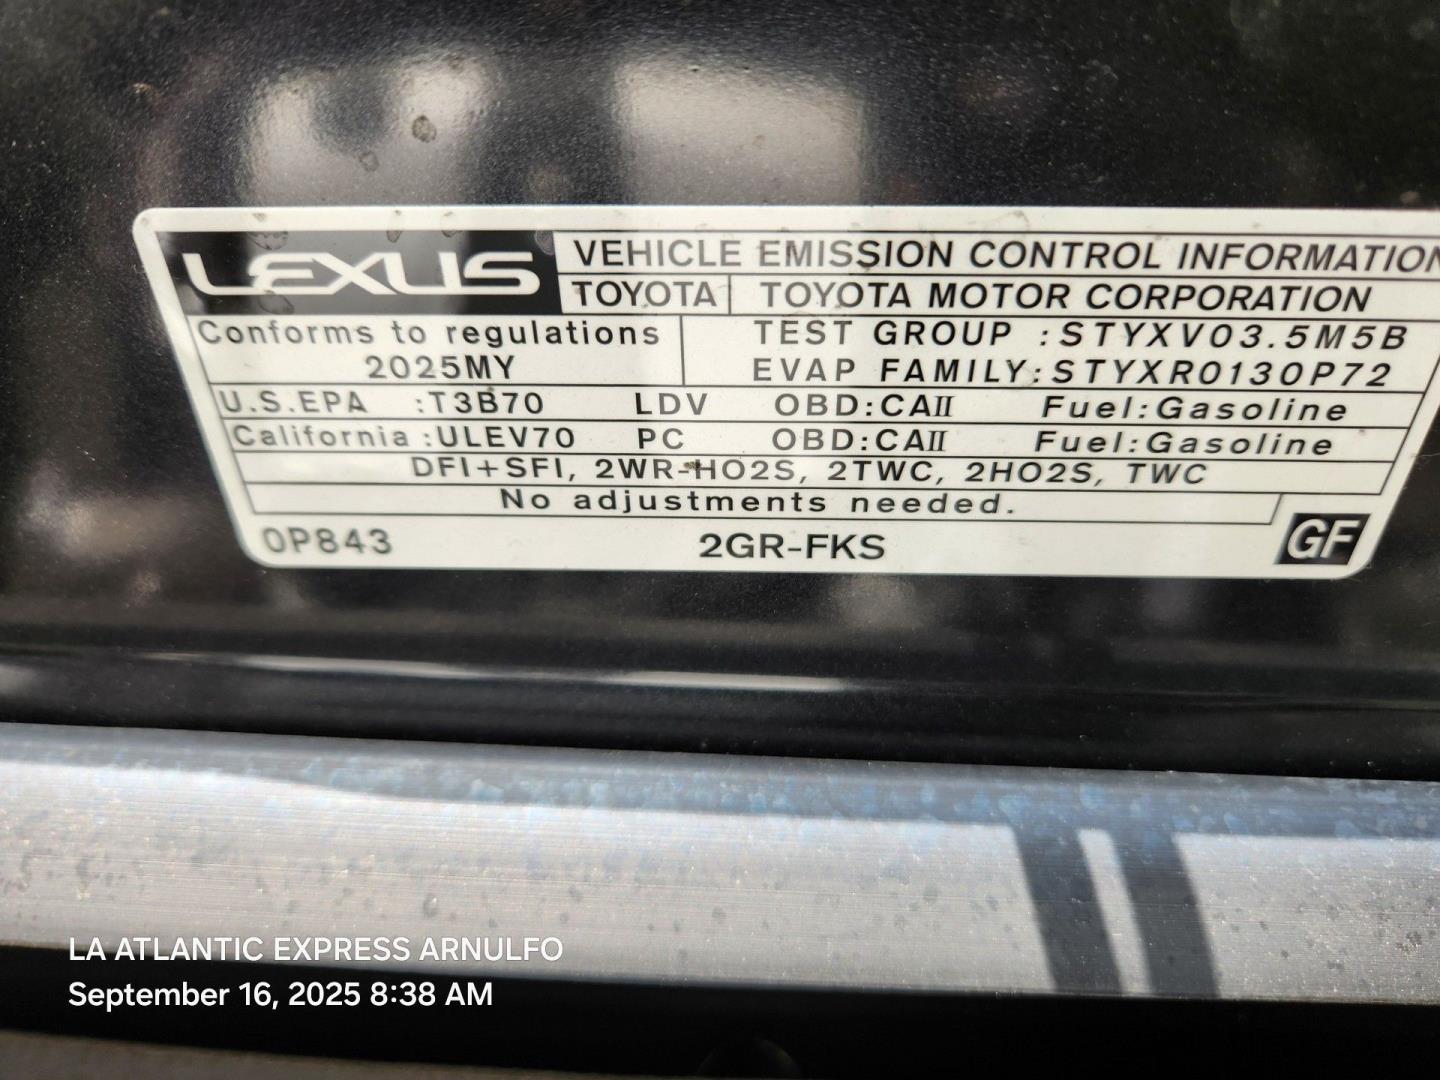 LEXUS VEHICLE EMISSION CONTROL INFORMATION
TOYOTA TOYOTA MOTOR CORPORATION
Conforms to regulations TEST GROUP :STYXV03.5M5B
2025MY EVAP FAMILY:STYXR0130P72
U.S.EPA :T3B70 LDV OBD:CAII Fuel:Gasoline
California :ULEV70 PC OBD:CAII Fuel:Gasoline
DFI+SFI, 2WR-HO2S, 2TWC, 2HO2S, TWC
No adjustments needed.
0P843 2GR-FKS GF
LA ATLANTIC EXPRESS ARNULFO
September 16, 2025 8:38 AM